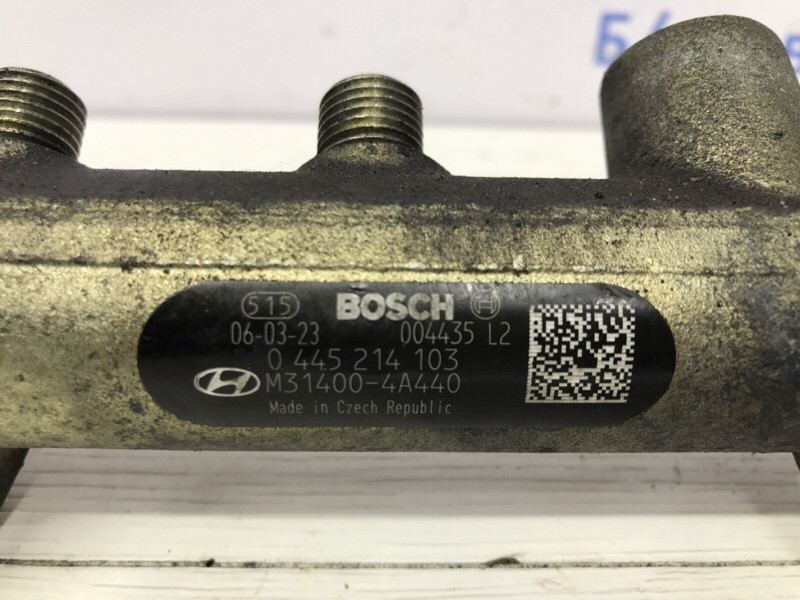 Б/
515 BOSCH
06-03-23 004435 L2
0 445 214 103
M31400-4A440
Made in Czech Republic